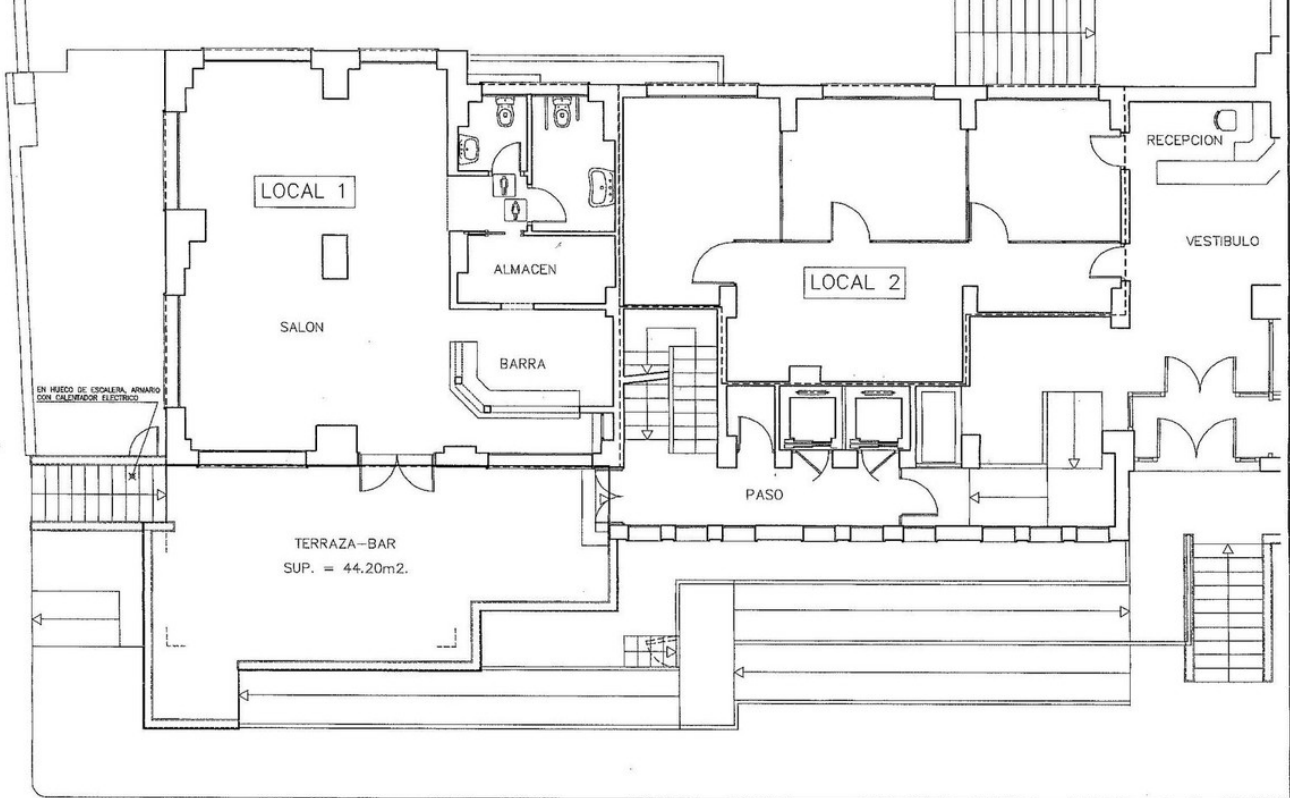 RECEPCION
LOCAL 1
VESTIBULO
ALMACEN
LOCAL 2
SALON
BARRA
EN HUECO DE ESCALERA, ARMARIO
CON CALENTADOR ELECTRICO
PASO
TERRAZA-BAR
SUP. = 44.20m2.